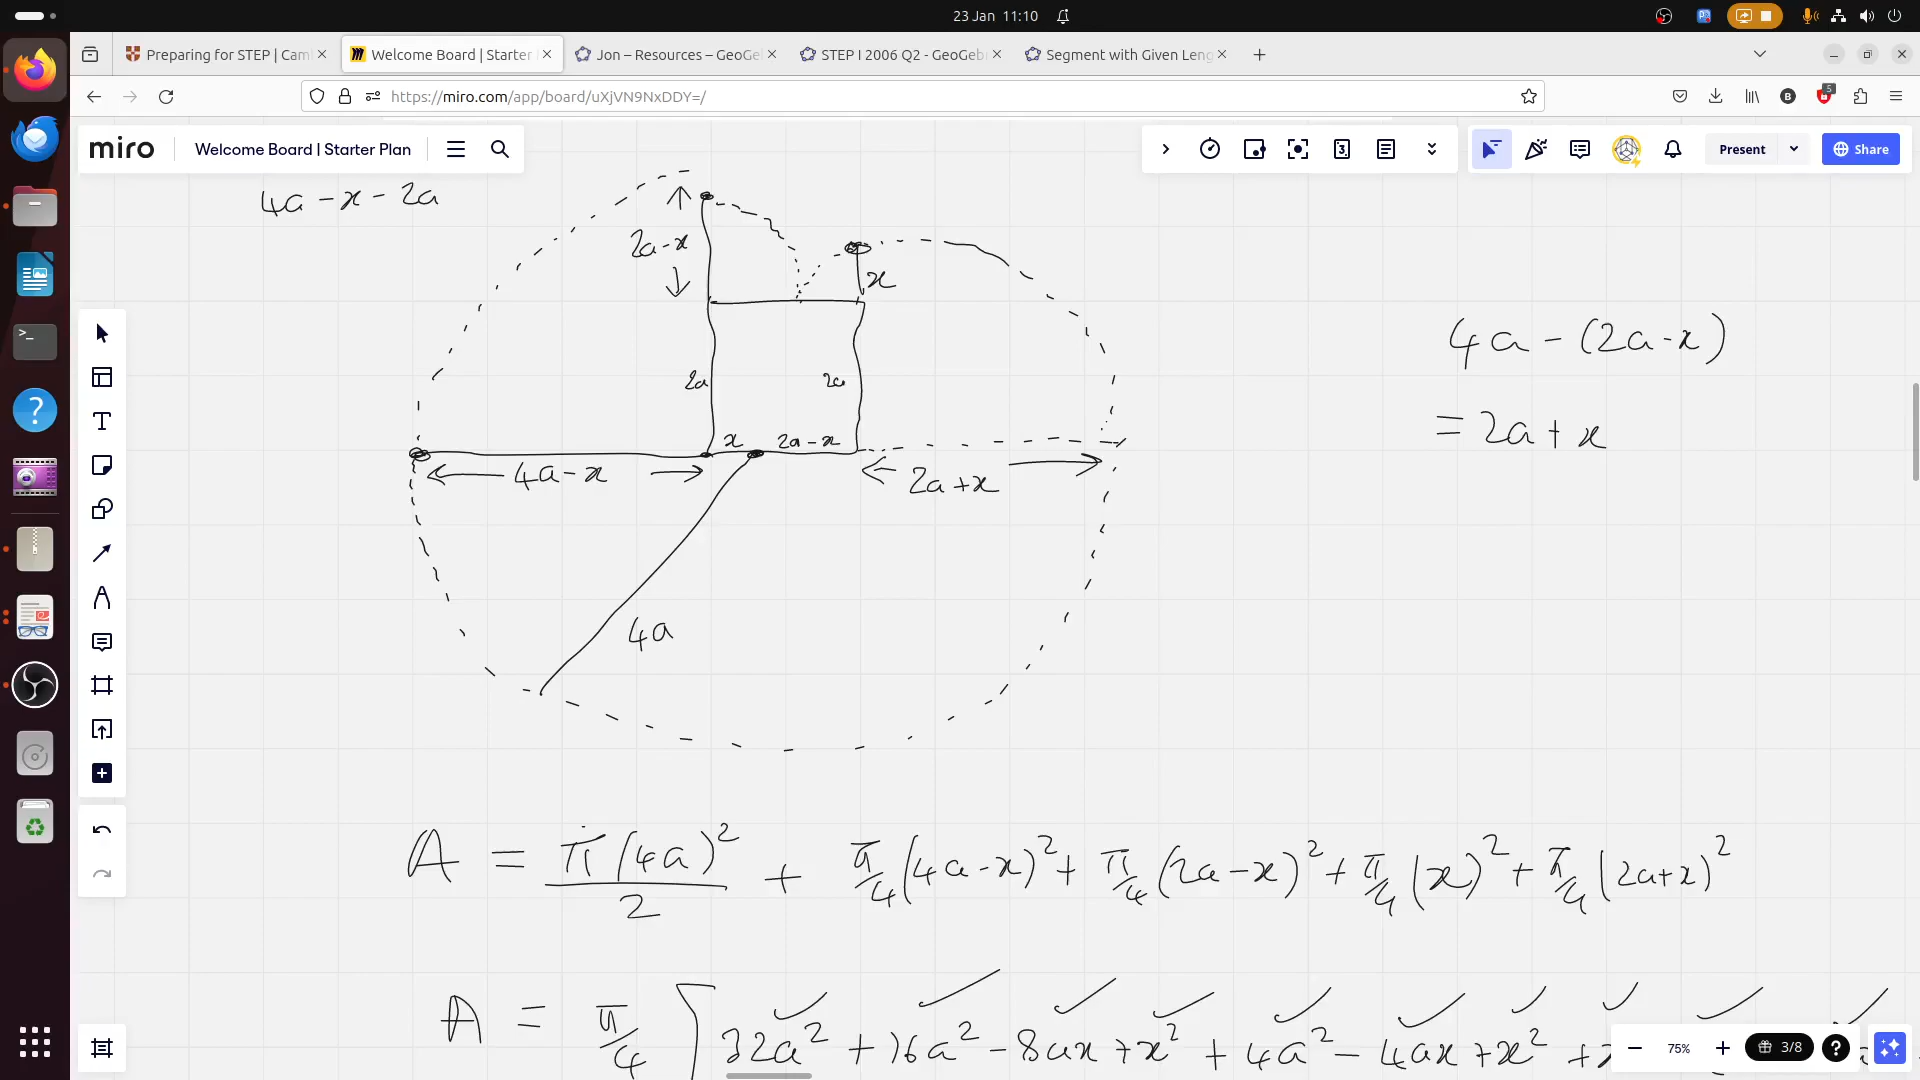 23 Jan 11:10
Preparing for STEP | Cam
Welcome Board | Starter
Jon – Resources – GeoGel
STEP I 2006 Q2 - GeoGebr
Segment with Given Leng
https://miro.com/app/board/uXjVN9NxDDY=/
B
5
miro
Welcome Board | Starter Plan
Present
Share
4a - x - 2a
2a-x
x
4a - (2a-x)
= 2a + x
2a
2a
x
2a-x
4a-x
2a+x
4a
A = π(4a)²/2 + π/4 (4a-x)² + π/4 (2a-x)² + π/4 (x)² + π/4 (2a+x)²
A = π/4 [32a² + 16a² - 8ax + x² + 4a² - 4ax + x² +
75%
3/8